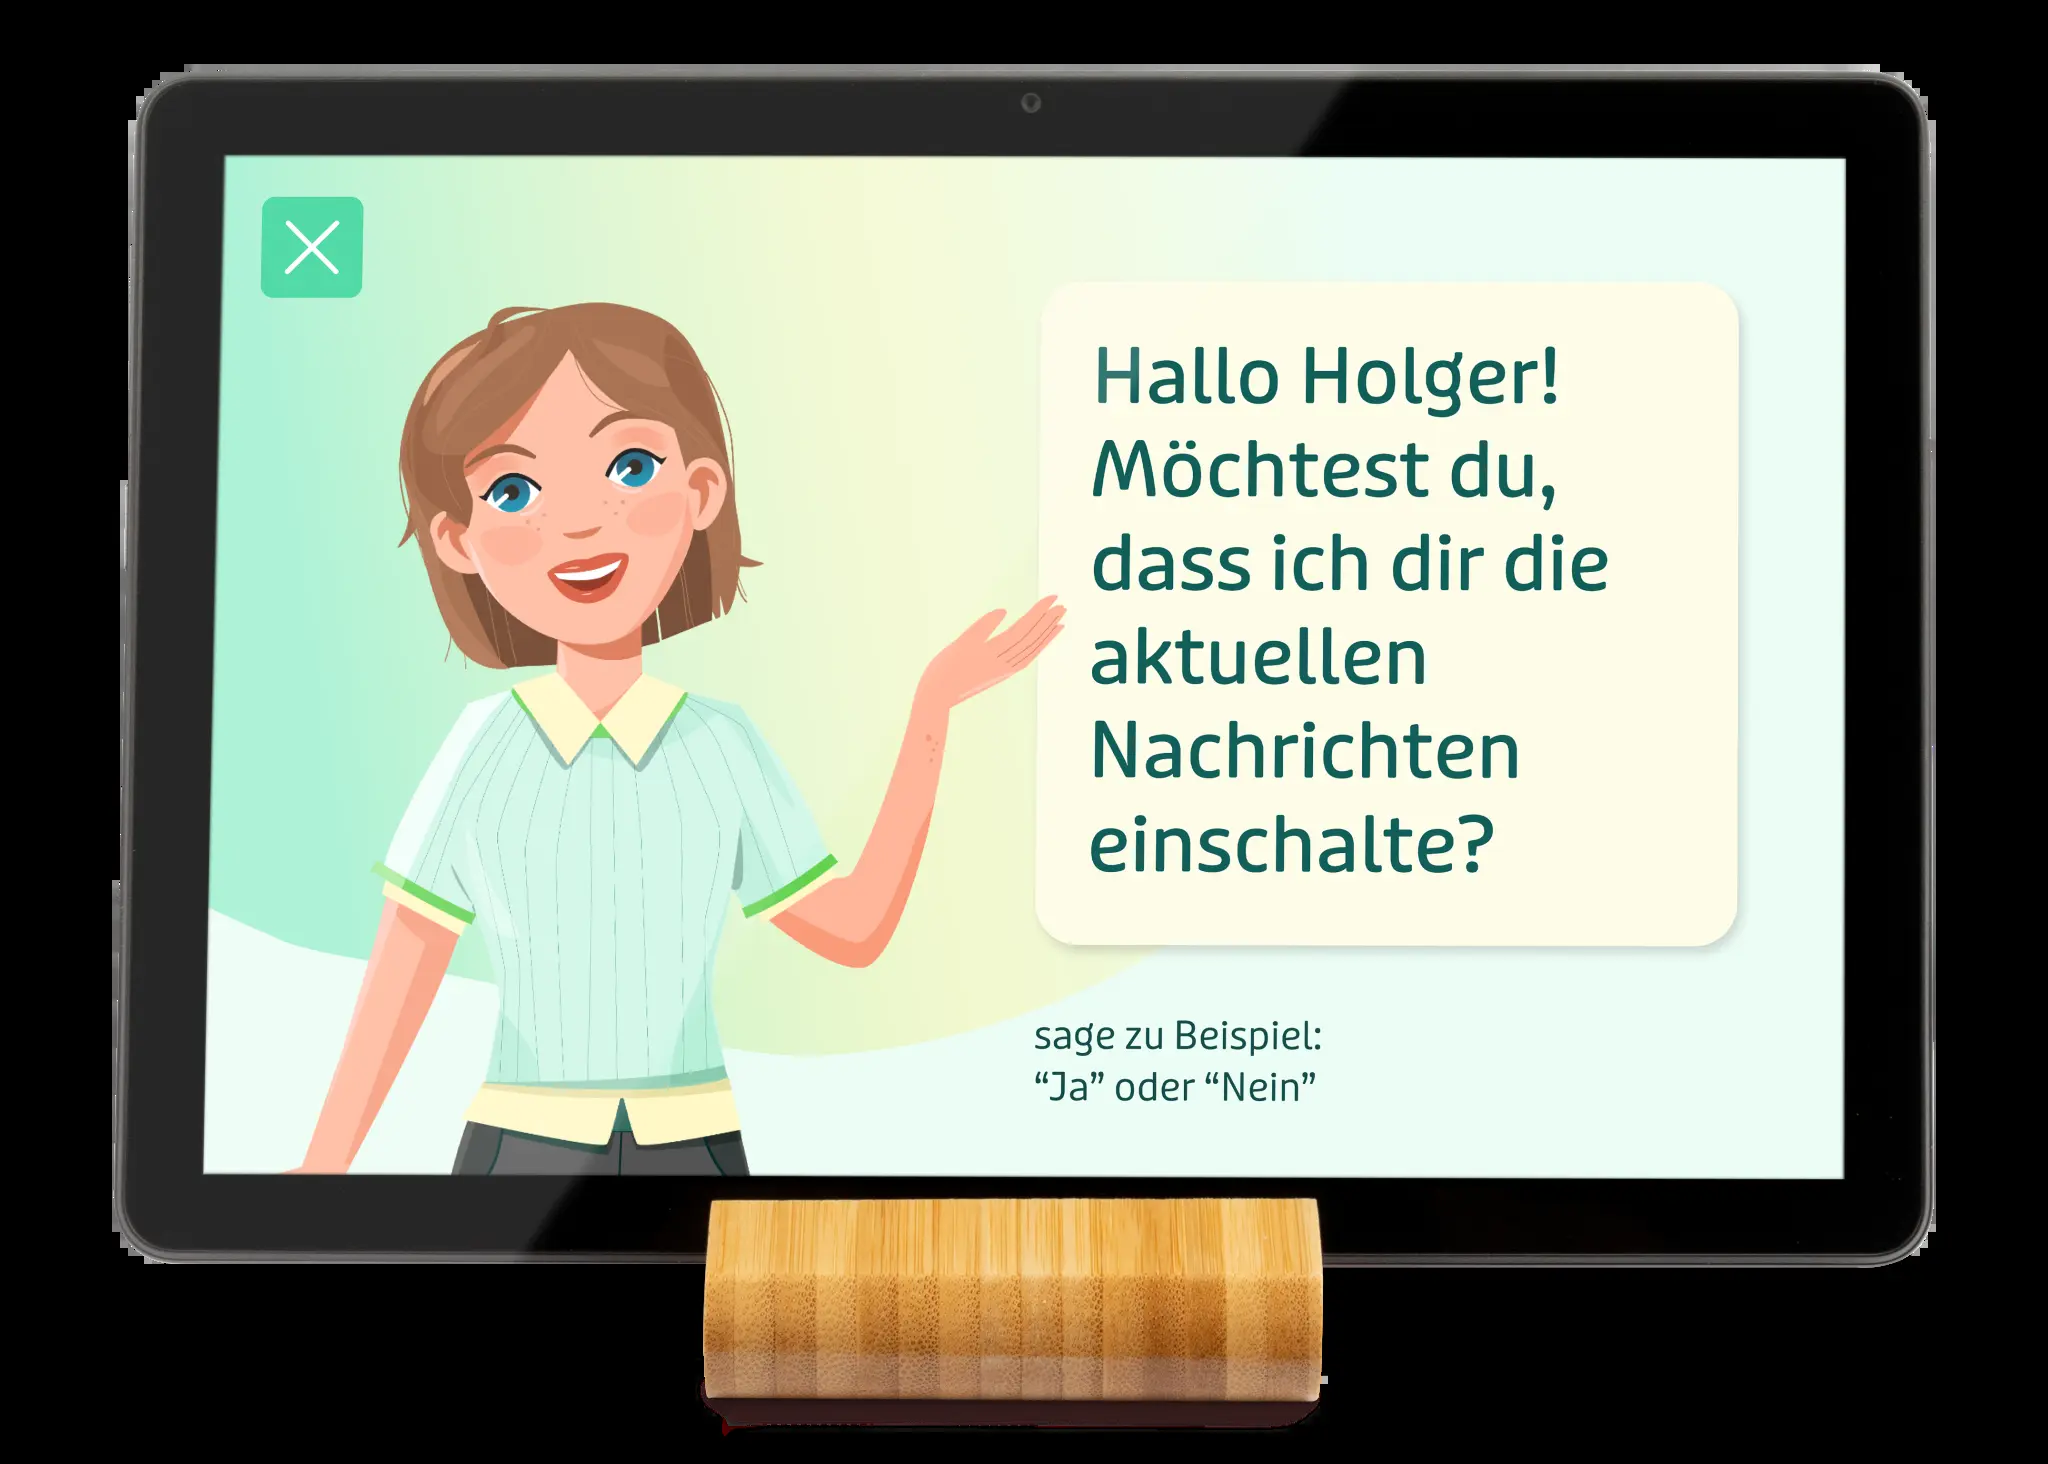 Hallo Holger!
Möchtest du,
dass ich dir die
aktuellen
Nachrichten
einschalte?
sage zu Beispiel:
“Ja” oder “Nein”